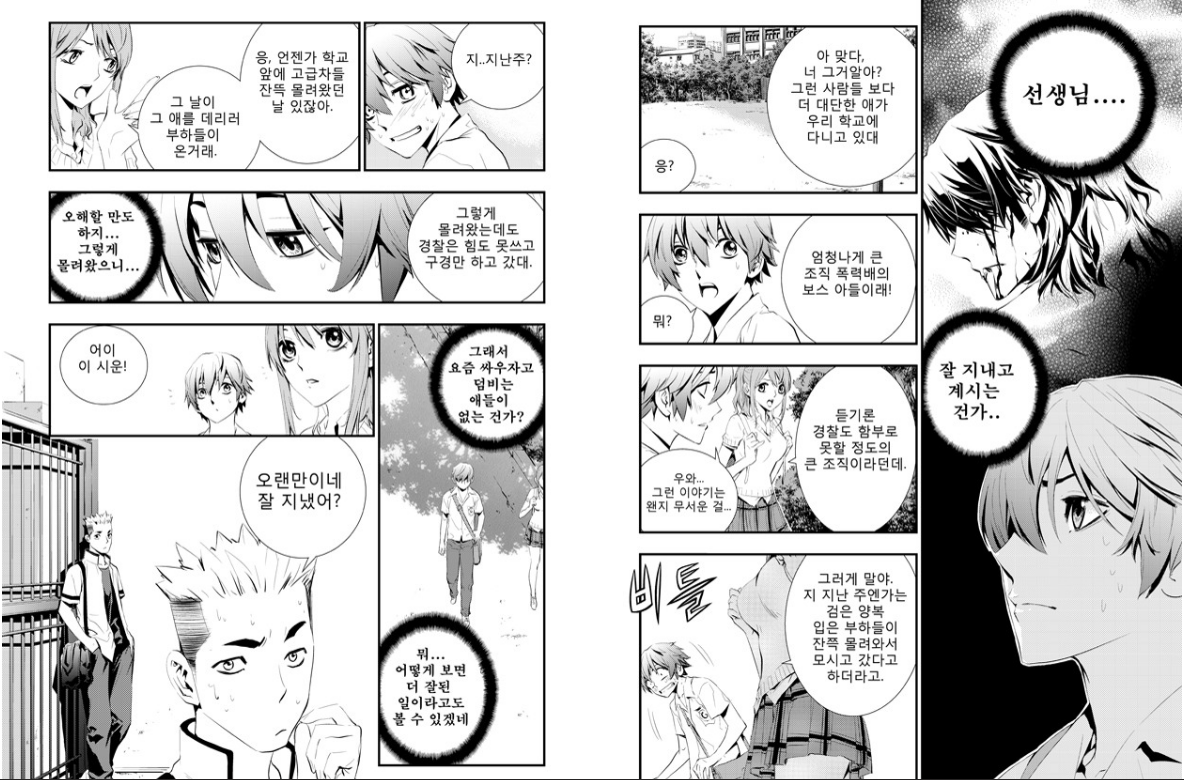 선생님....
잘 지내고
계시는
건가..
아 맞다,
너 그거알아?
그런 사람들 보다
더 대단한 애가
우리 학교에
다니고 있대
응?
엄청나게 큰
조직 폭력배의
보스 아들이래!
뭐?
듣기론
경찰도 함부로
못할 정도의
큰 조직이라던데.
우와...
그런 이야기는
왠지 무서운 걸...
그러게 말야.
지 지난 주엔가는
검은 양복
입은 부하들이
잔쯕 몰려와서
모시고 갔다고
하더라고.
비틀
지..지난주?
응, 언젠가 학교
앞에 고급차들
잔뜩 몰려왔던
날 있잖아.
그 날이
그 애를 데리러
부하들이
온거래.
그렇게
몰려왔는데도
경찰은 힘도 못쓰고
구경만 하고 갔대.
오해할 만도
하지...
그렇게
몰려왔으니...
그래서
요즘 싸우자고
덤비는
애들이
없는 건가?
뭐...
어떻게 보면
더 잘된
일이라고도
볼 수 있겠네
어이
이 시운!
오랜만이네
잘 지냈어?